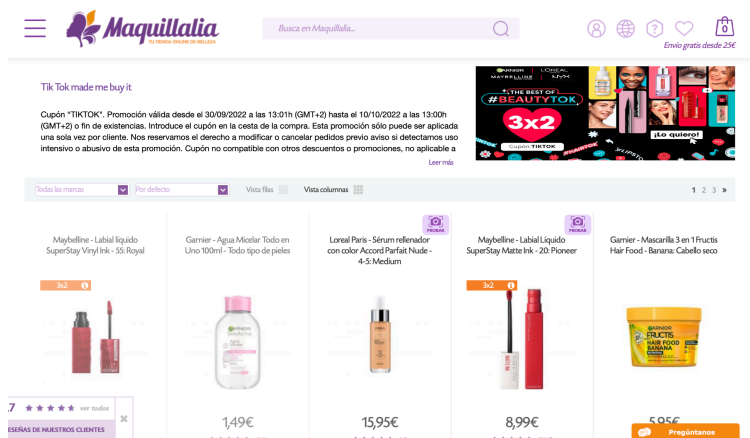 Maquillalia
TU TIENDA ONLINE DE BELLEZA
Busca en Maquillalia...
0
Envío gratis desde 25€
Tik Tok made me buy it
Cupón "TIKTOK". Promoción válida desde el 30/09/2022 a las 13:01h (GMT+2) hasta el 10/10/2022 a las 13:00h
(GMT+2) o fin de existencias. Introduce el cupón en la cesta de la compra. Esta promoción sólo puede ser aplicada
una sola vez por cliente. Nos reservamos el derecho a modificar o cancelar pedidos previo aviso si detectamos uso
intensivo o abusivo de esta promoción. Cupón no compatible con otros descuentos o promociones, no aplicable a
Leer más
GARNIER L'ORÉAL
MAYBELLINE NYX
(THE BEST OF
#BEAUTYTOK)
3x2
Cupón: TIKTOK
¡Lo quiero!
#HAIRTOK
#LIPSTO
Todas las marcas
Por defecto
Vista filas
Vista columnas
1 2 3 »
PROBAR
PROBAR
Maybelline - Labial líquido
SuperStay Vinyl Ink - 55: Royal
Garnier - Agua Micelar Todo en
Uno 100ml - Todo tipo de pieles
Loreal Paris - Sérum rellenador
con color Accord Parfait Nude -
4-5: Medium
Maybelline - Labial Líquido
SuperStay Matte Ink - 20: Pioneer
Garnier - Mascarilla 3 en 1 Fructis
Hair Food - Banana: Cabello seco
3x2
3x2
GARNIER
FRUCTIS
HAIR FOOD
BANANA
.7 ver todos
ESEÑAS DE NUESTROS CLIENTES
1,49€
15,95€
8,99€
5,95€
Pregúntanos